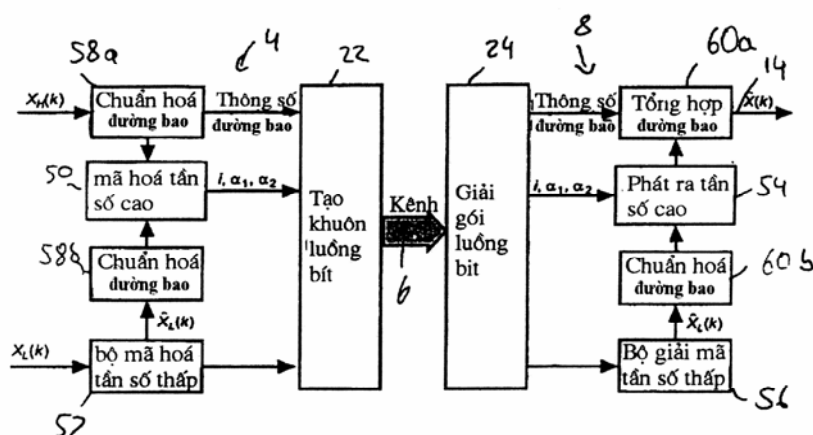 58a
4
22
24
8
60a
14
X_H(k)
Chuẩn hoá
đường bao
Thông số
đường bao
Thông số
đường bao
Tổng hợp
đường bao
X̂(k)
50
mã hoá tần
số cao
i, α₁, α₂
Tạo
khuôn
luồng
bít
Kênh
6
Giải
gói
luồng
bit
i, α₁, α₂
Phát ra tần
số cao
54
58b
Chuẩn hoá
đường bao
Chuẩn hoá
đường bao
60b
X̂_L(k)
X̂_L(k)
X_L(k)
bộ mã hoá
tần số thấp
52
Bộ giải mã
tần số thấp
56